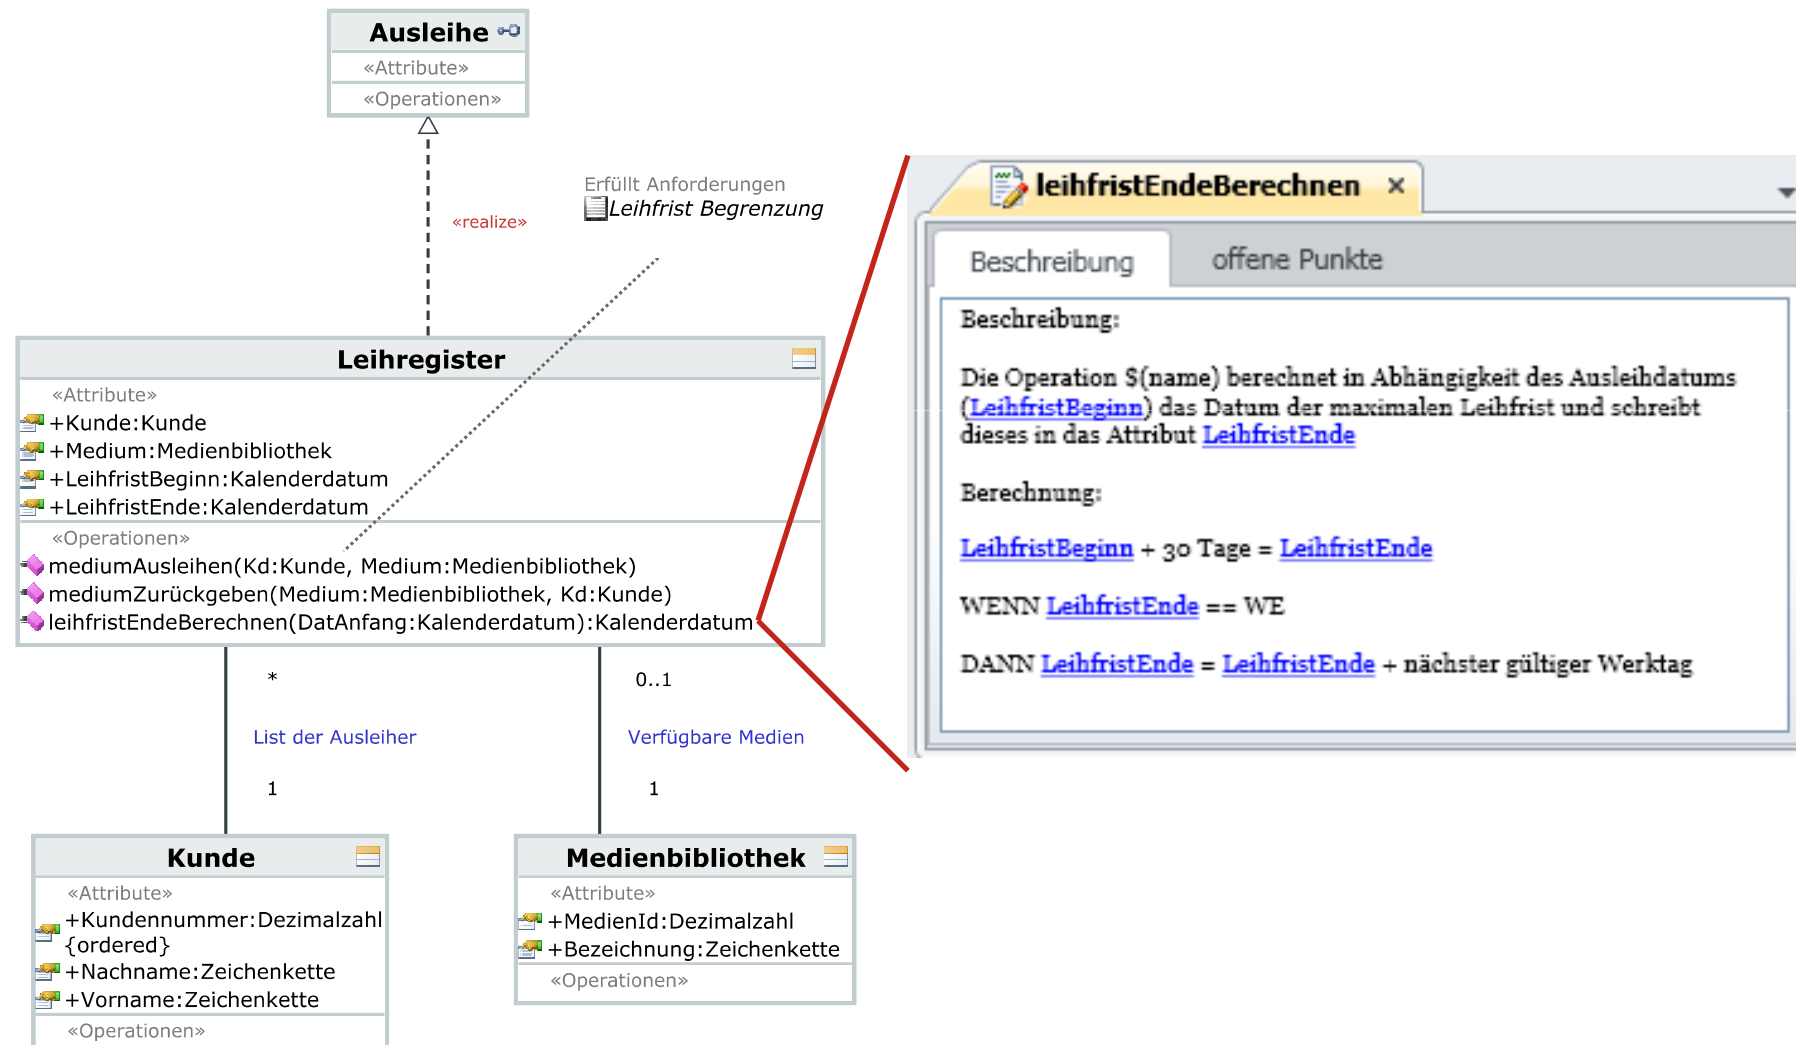 Ausleihe
«Attribute»
«Operationen»
«realize»
Erfüllt Anforderungen
Leihfrist Begrenzung
Leihregister
«Attribute»
+Kunde:Kunde
+Medium:Medienbibliothek
+LeihfristBeginn:Kalenderdatum
+LeihfristEnde:Kalenderdatum
«Operationen»
mediumAusleihen(Kd:Kunde, Medium:Medienbibliothek)
mediumZurückgeben(Medium:Medienbibliothek, Kd:Kunde)
leihfristEndeBerechnen(DatAnfang:Kalenderdatum):Kalenderdatum
*
List der Ausleiher
1
0..1
Verfügbare Medien
1
Kunde
«Attribute»
+Kundennummer:Dezimalzahl
{ordered}
+Nachname:Zeichenkette
+Vorname:Zeichenkette
«Operationen»
Medienbibliothek
«Attribute»
+MedienId:Dezimalzahl
+Bezeichnung:Zeichenkette
«Operationen»
leihfristEndeBerechnen
Beschreibung
offene Punkte
Beschreibung:
Die Operation $(name) berechnet in Abhängigkeit des Ausleihdatums
(LeihfristBeginn) das Datum der maximalen Leihfrist und schreibt
dieses in das Attribut LeihfristEnde
Berechnung:
LeihfristBeginn + 30 Tage = LeihfristEnde
WENN LeihfristEnde == WE
DANN LeihfristEnde = LeihfristEnde + nächster gültiger Werktag